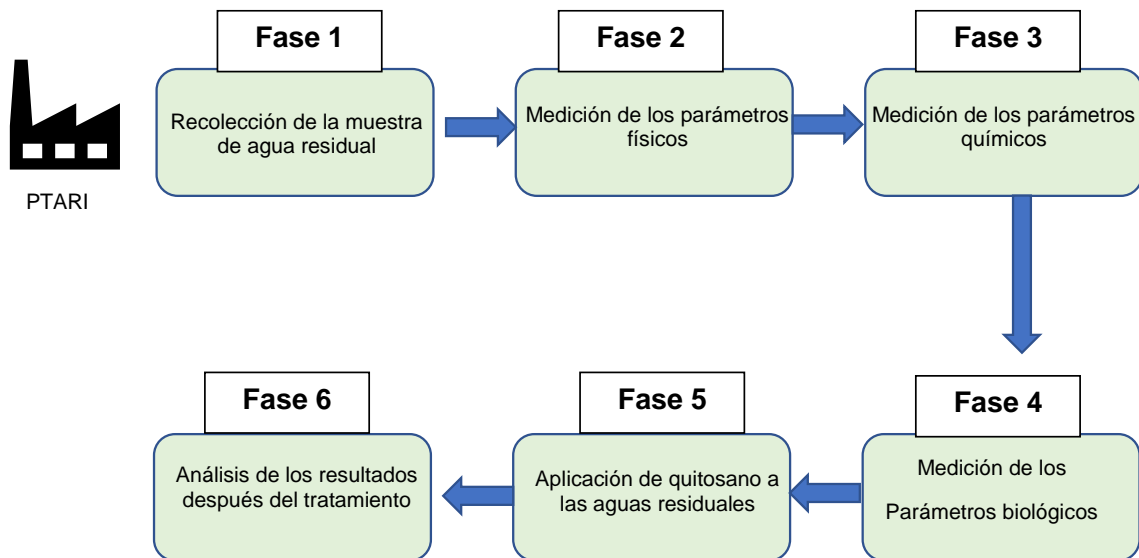 Fase 1
Recolección de la muestra
de agua residual
PTARI
Fase 2
Medición de los parámetros
físicos
Fase 3
Medición de los parámetros
químicos
Fase 4
Medición de los
Parámetros biológicos
Fase 5
Aplicación de quitosano a
las aguas residuales
Fase 6
Análisis de los resultados
después del tratamiento